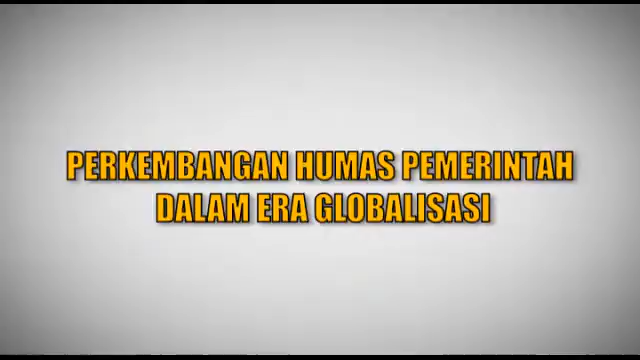 PERKEMBANGAN HUMAS PEMERINTAH
DALAM ERA GLOBALISASI